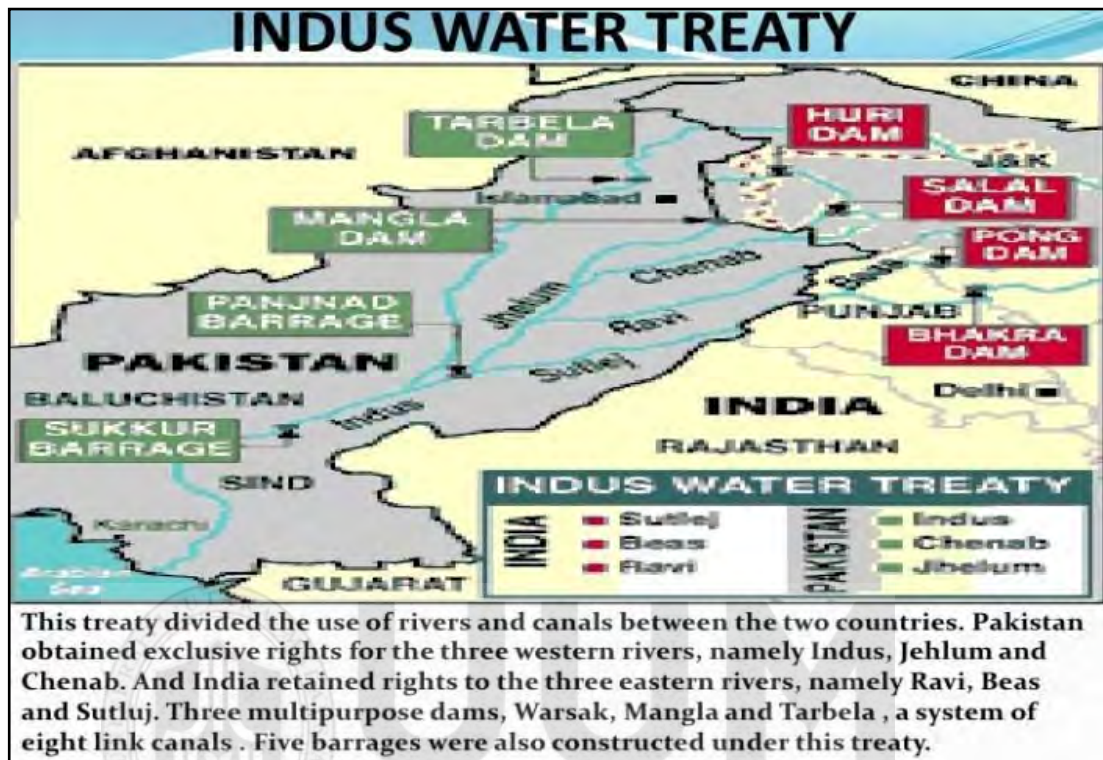 INDUS WATER TREATY
CHINA
TARBELA
DAM
HURI
DAM
AFGHANISTAN
J&K
Islamabad
SALAL
DAM
MANGLA
DAM
PONG
DAM
Chenab
Beas
Jhelum
PANJNAD
BARRAGE
Ravi
PUNJAB
BHAKRA
DAM
PAKISTAN
Sutlej
Delhi
BALUCHISTAN
Indus
INDIA
SUKKUR
BARRAGE
RAJASTHAN
SIND
INDUS WATER TREATY
INDIA
Sutlej
Beas
Ravi
PAKISTAN
Indus
Chenab
Jhelum
Karachi
Arabian
Sea
GUJARAT
UUM
This treaty divided the use of rivers and canals between the two countries. Pakistan
obtained exclusive rights for the three western rivers, namely Indus, Jehlum and
Chenab. And India retained rights to the three eastern rivers, namely Ravi, Beas
and Sutluj. Three multipurpose dams, Warsak, Mangla and Tarbela , a system of
eight link canals . Five barrages were also constructed under this treaty.